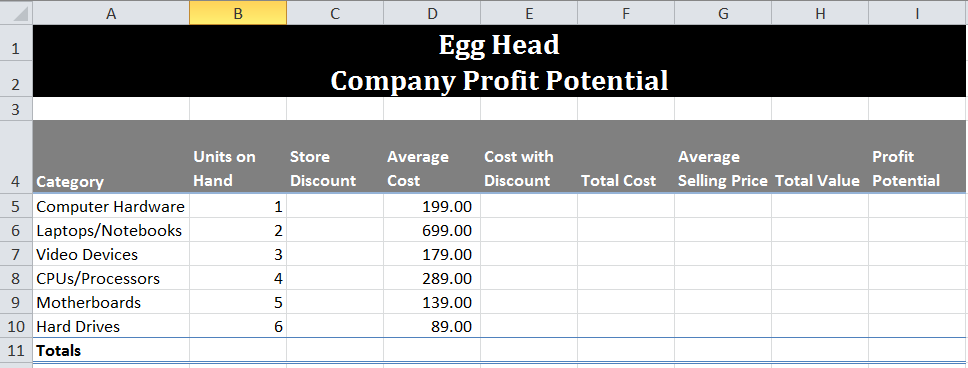 A B C D E F G H I
1 Egg Head
2 Company Profit Potential
3
Units on Store Average Cost with Average Profit
4 Category Hand Discount Cost Discount Total Cost Selling Price Total Value Potential
5 Computer Hardware 1 199.00
6 Laptops/Notebooks 2 699.00
7 Video Devices 3 179.00
8 CPUs/Processors 4 289.00
9 Motherboards 5 139.00
10 Hard Drives 6 89.00
11 Totals